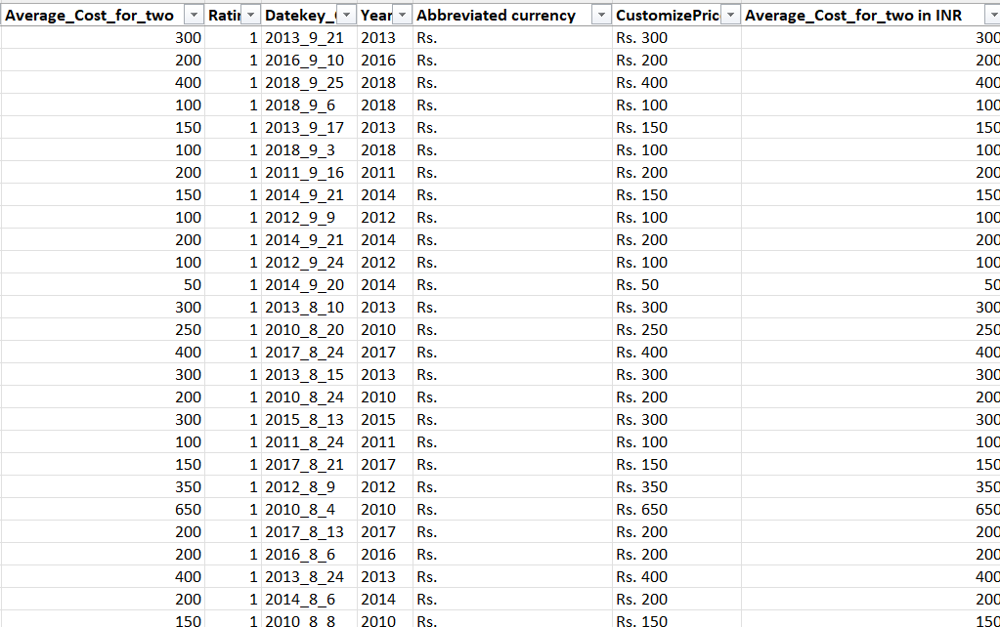 Average_Cost_for_two Ratin Datekey_ Year Abbreviated currency CustomizePric Average_Cost_for_two in INR
300 1 2013_9_21 2013 Rs. Rs. 300 300
200 1 2016_9_10 2016 Rs. Rs. 200 200
400 1 2018_9_25 2018 Rs. Rs. 400 400
100 1 2018_9_6 2018 Rs. Rs. 100 100
150 1 2013_9_17 2013 Rs. Rs. 150 150
100 1 2018_9_3 2018 Rs. Rs. 100 100
200 1 2011_9_16 2011 Rs. Rs. 200 200
150 1 2014_9_21 2014 Rs. Rs. 150 150
100 1 2012_9_9 2012 Rs. Rs. 100 100
200 1 2014_9_21 2014 Rs. Rs. 200 200
100 1 2012_9_24 2012 Rs. Rs. 100 100
50 1 2014_9_20 2014 Rs. Rs. 50 50
300 1 2013_8_10 2013 Rs. Rs. 300 300
250 1 2010_8_20 2010 Rs. Rs. 250 250
400 1 2017_8_24 2017 Rs. Rs. 400 400
300 1 2013_8_15 2013 Rs. Rs. 300 300
200 1 2010_8_24 2010 Rs. Rs. 200 200
300 1 2015_8_13 2015 Rs. Rs. 300 300
100 1 2011_8_24 2011 Rs. Rs. 100 100
150 1 2017_8_21 2017 Rs. Rs. 150 150
350 1 2012_8_9 2012 Rs. Rs. 350 350
650 1 2010_8_4 2010 Rs. Rs. 650 650
200 1 2017_8_13 2017 Rs. Rs. 200 200
200 1 2016_8_6 2016 Rs. Rs. 200 200
400 1 2013_8_24 2013 Rs. Rs. 400 400
200 1 2014_8_6 2014 Rs. Rs. 200 200
150 1 2010_8_8 2010 Rs. Rs. 150 150